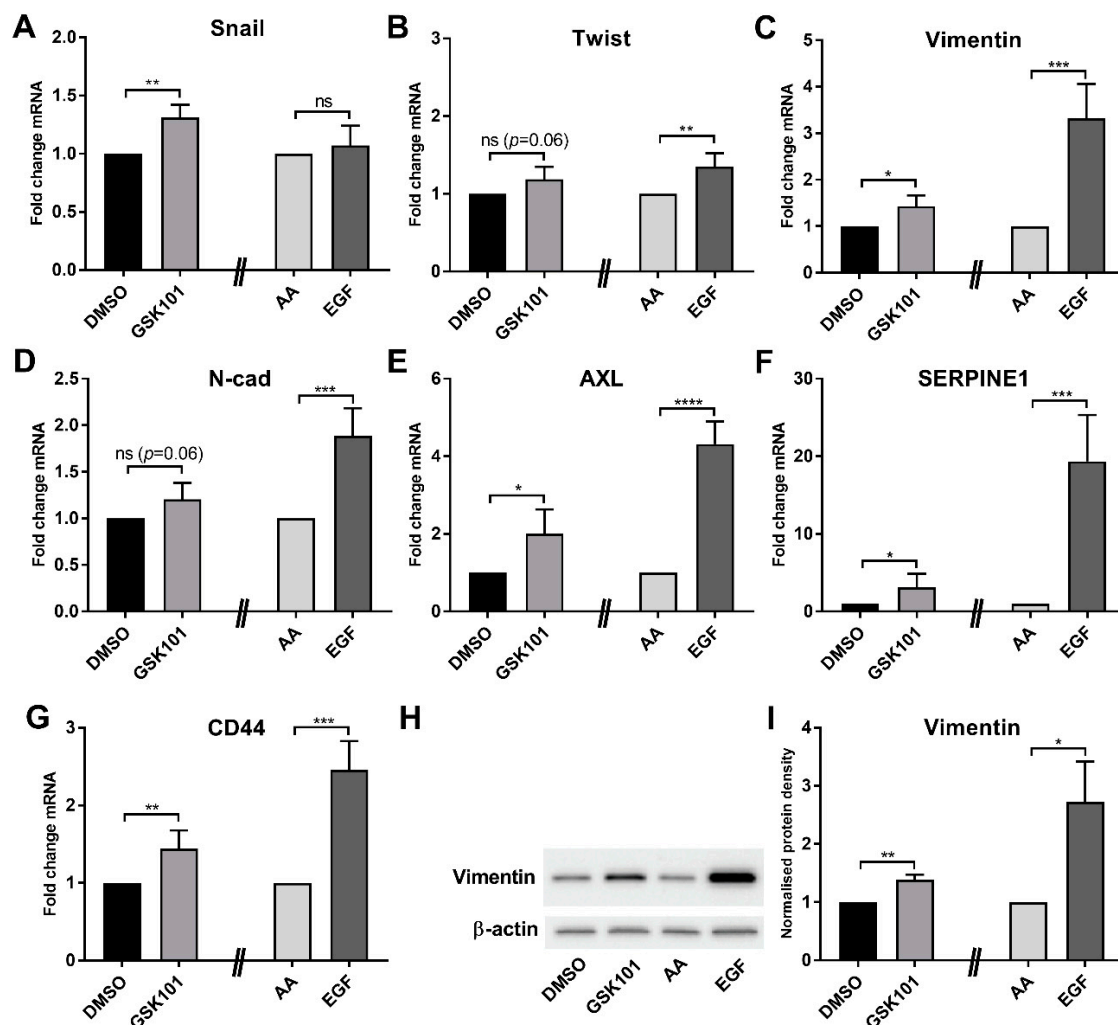 A
Snail
Fold change mRNA
2.0
1.5
1.0
0.5
0.0
**
ns
DMSO
GSK101
AA
EGF
B
Twist
Fold change mRNA
3
2
1
0
ns (p=0.06)
**
DMSO
GSK101
AA
EGF
C
Vimentin
Fold change mRNA
5
4
3
2
1
0
*
***
DMSO
GSK101
AA
EGF
D
N-cad
Fold change mRNA
2.5
2.0
1.5
1.0
0.5
0.0
ns (p=0.06)
***
DMSO
GSK101
AA
EGF
E
AXL
Fold change mRNA
6
4
2
0
*
****
DMSO
GSK101
AA
EGF
F
SERPINE1
Fold change mRNA
30
20
10
0
*
***
DMSO
GSK101
AA
EGF
G
CD44
Fold change mRNA
3
2
1
0
**
***
DMSO
GSK101
AA
EGF
H
Vimentin
β-actin
DMSO
GSK101
AA
EGF
I
Vimentin
Normalised protein density
4
3
2
1
0
**
*
DMSO
GSK101
AA
EGF